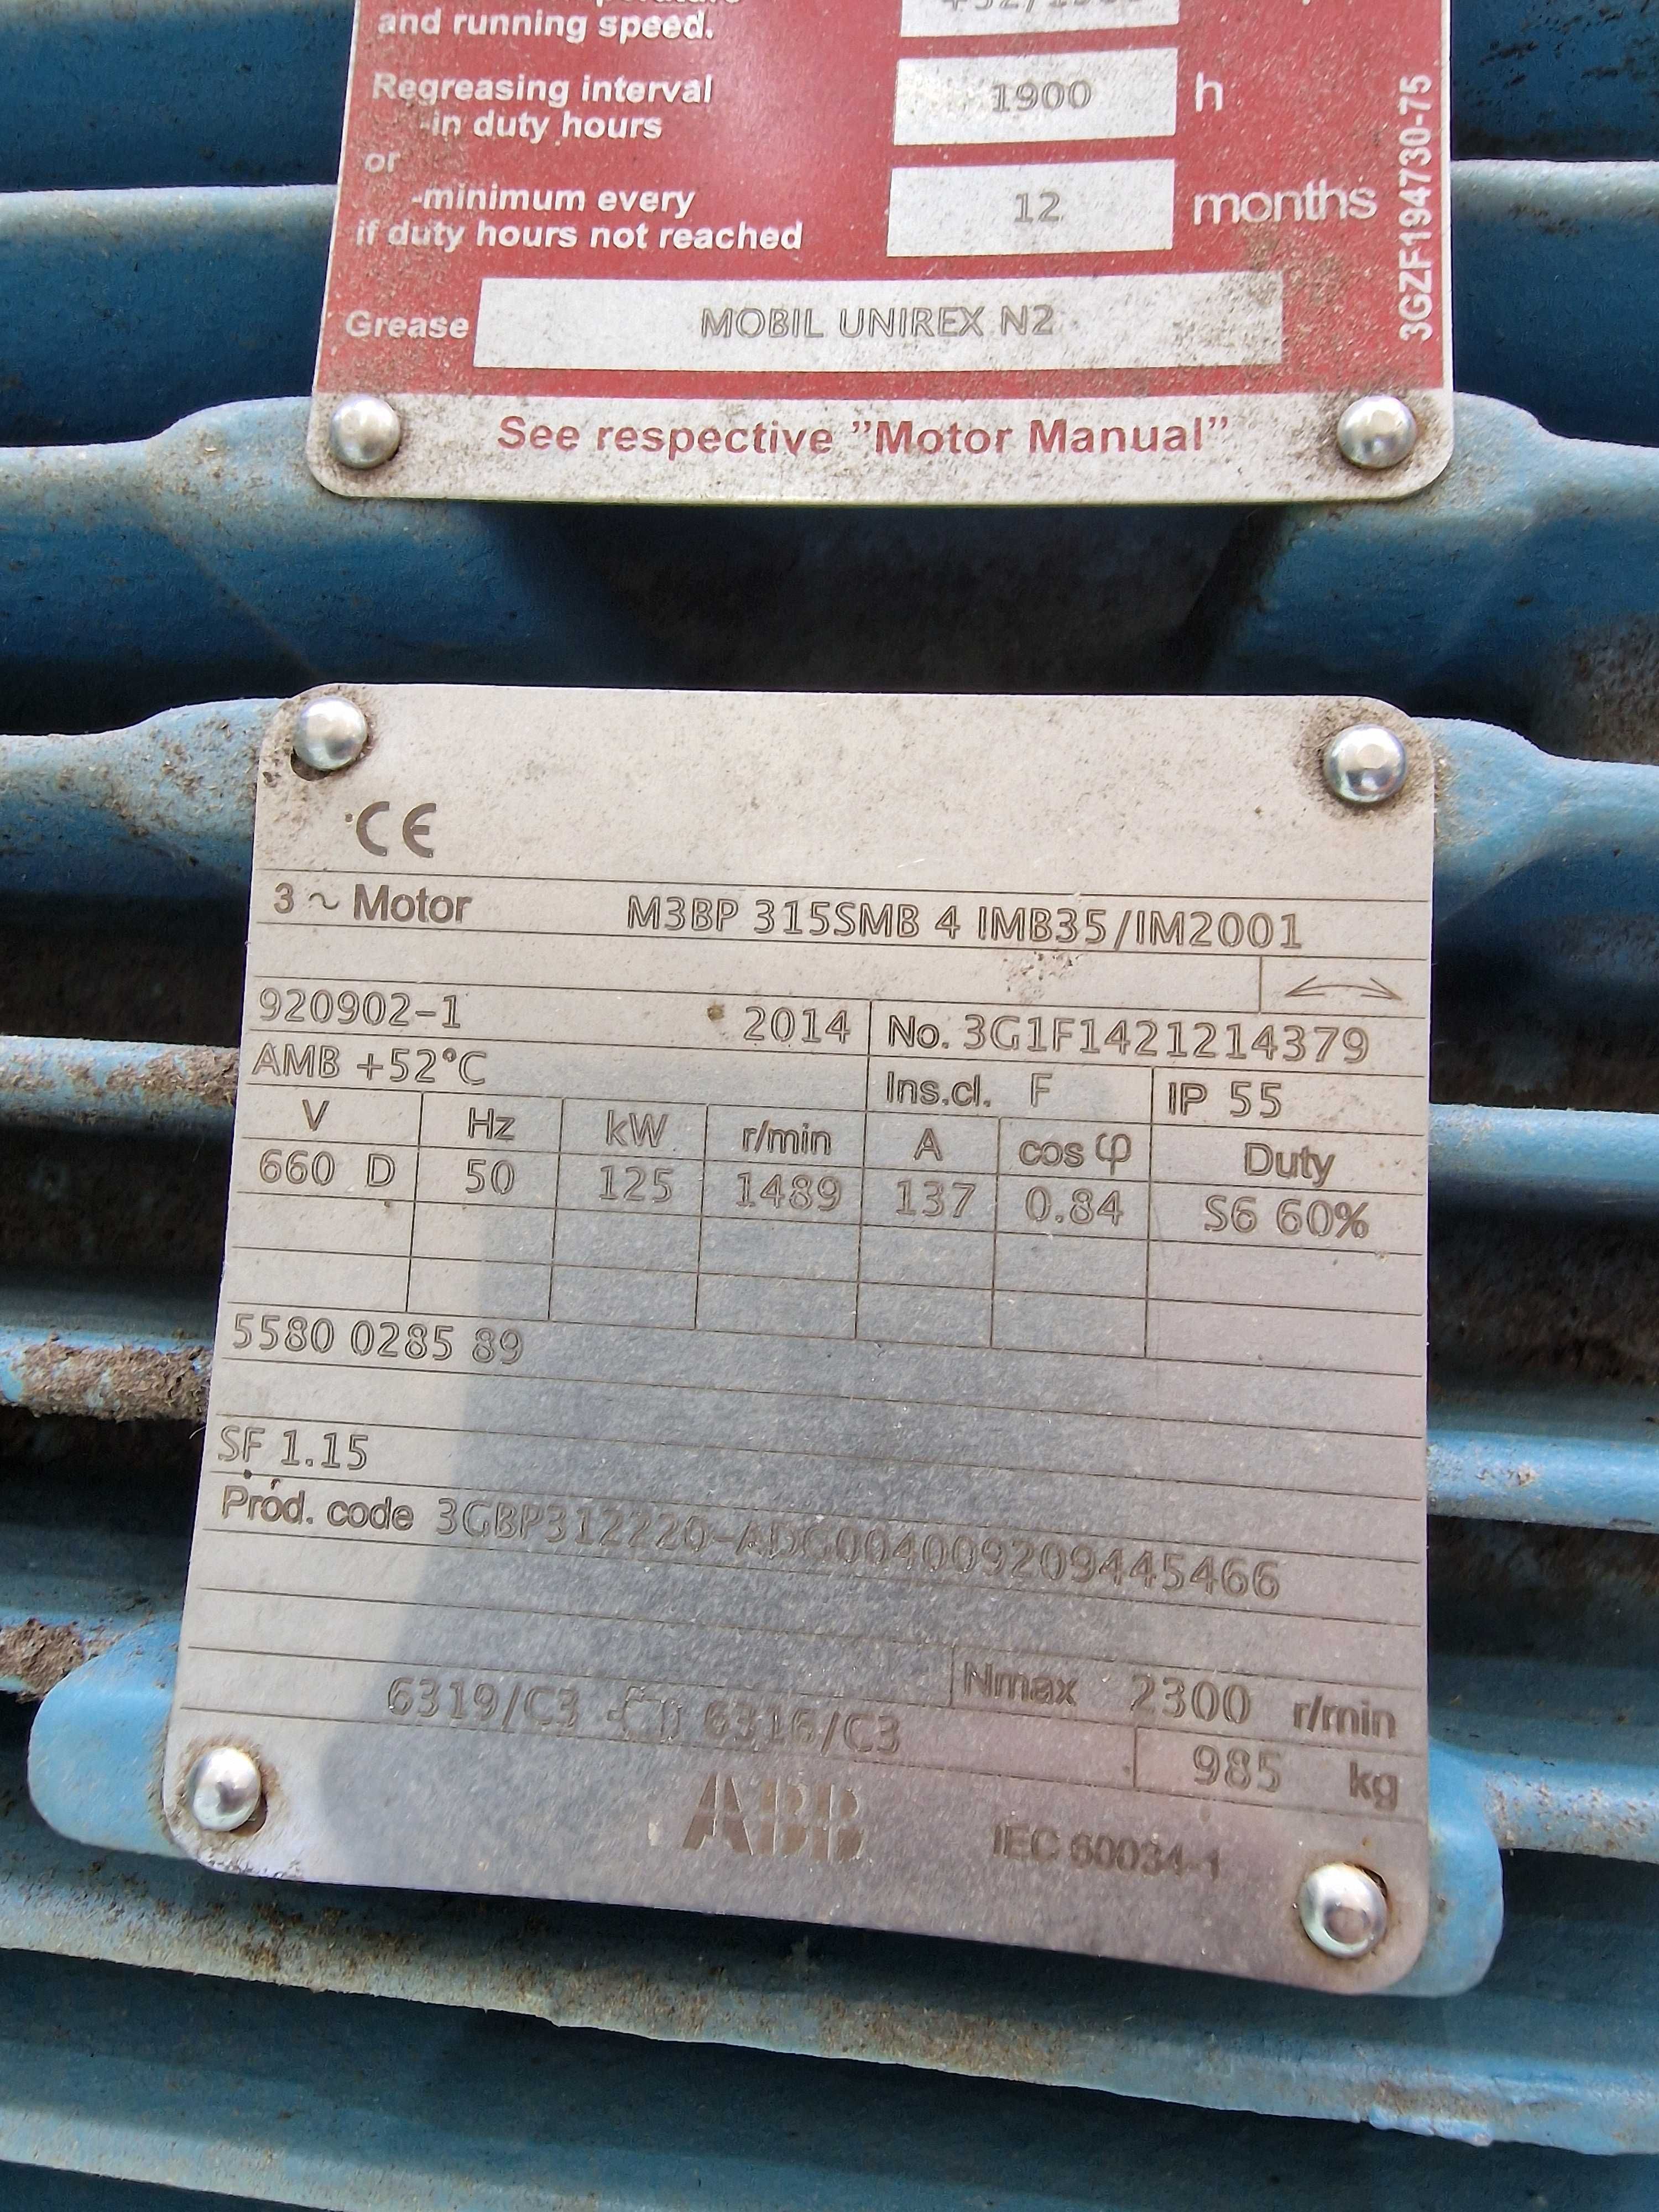 and running speed.
Regreasing interval
-in duty hours 1900 h
or
-minimum every 12 months
if duty hours not reached
Grease MOBIL UNIREX N2
3GZF194730-75
See respective "Motor Manual"
CE
3 ~ Motor M3BP 315SMB 4 IMB35/IM2001
920902-1 2014 No. 3G1F1421214379
AMB +52°C Ins.cl. F IP 55
V Hz kW r/min A cos φ Duty
660 D 50 125 1489 137 0.84 S6 60%
5580 0285 89
SF 1.15
Prod. code 3GBP312220-ADG004009209445466
Nmax 2300 r/min
6319/C3 6316/C3 985 kg
ABB IEC 60034-1